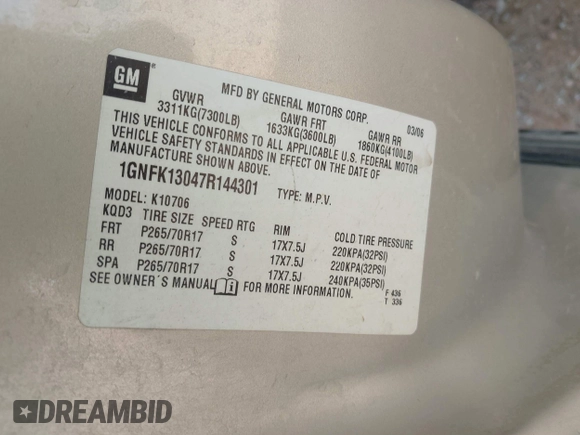 GM
MFD BY GENERAL MOTORS CORP. 03/06
GVWR GAWR FRT GAWR RR
3311KG(7300LB) 1633KG(3600LB) 1860KG(4100LB)
THIS VEHICLE CONFORMS TO ALL APPLICABLE U.S. FEDERAL MOTOR
VEHICLE SAFETY STANDARDS IN EFFECT ON THE DATE OF
MANUFACTURE SHOWN ABOVE.
1GNFK13047R144301 TYPE: M.P.V.
MODEL: K10706
KQD3 TIRE SIZE SPEED RTG RIM COLD TIRE PRESSURE
FRT P265/70R17 S 17X7.5J 220KPA(32PSI)
RR P265/70R17 S 17X7.5J 220KPA(32PSI)
SPA P265/70R17 S 17X7.5J 240KPA(35PSI)
SEE OWNER'S MANUAL FOR MORE INFORMATION.
F 436
T 336
DREAMBID